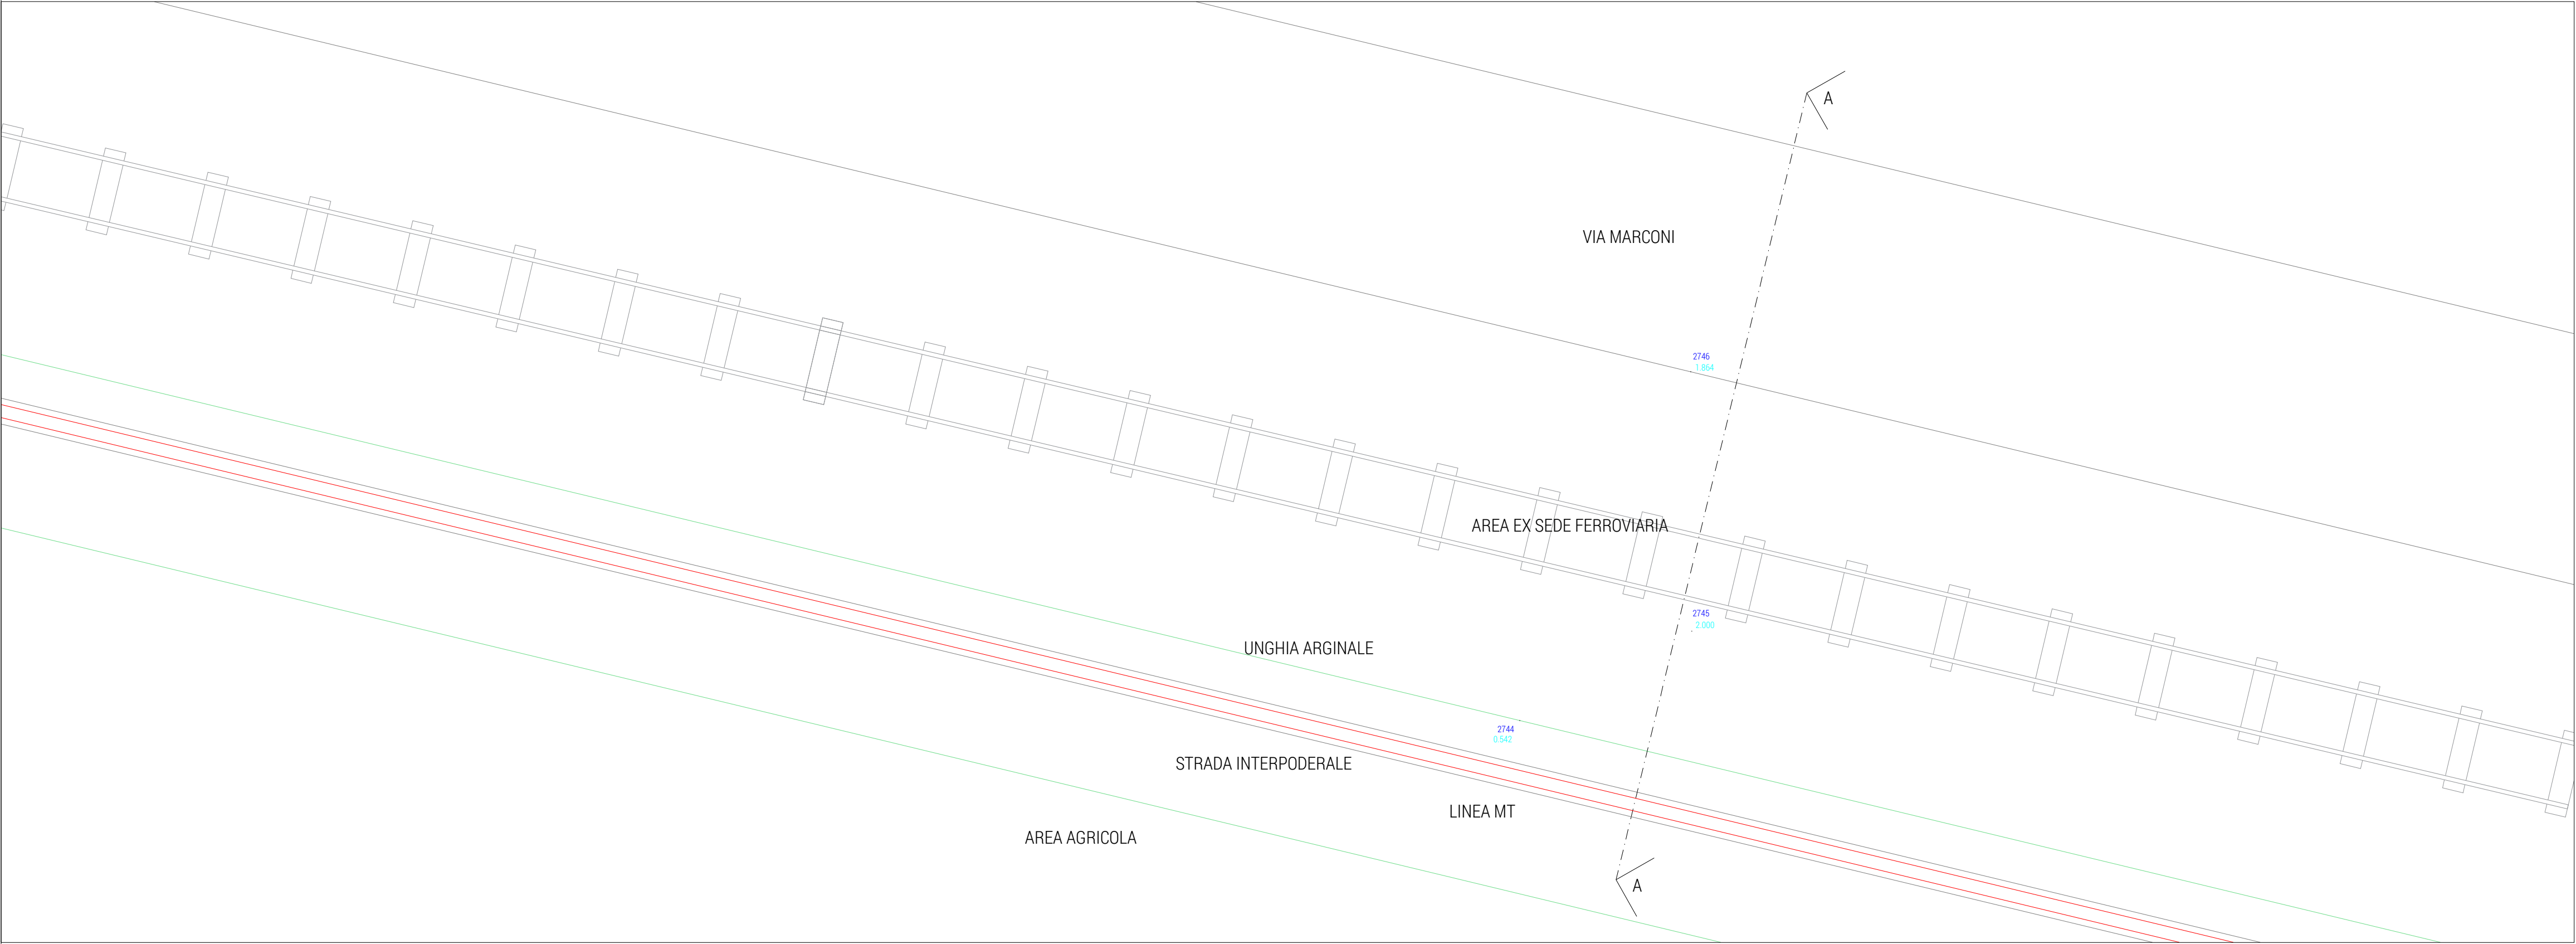 A
VIA MARCONI
2746
1.864
AREA EX SEDE FERROVIARIA
2745
2.000
UNGHIA ARGINALE
2744
0.942
STRADA INTERPODERALE
LINEA MT
AREA AGRICOLA
A